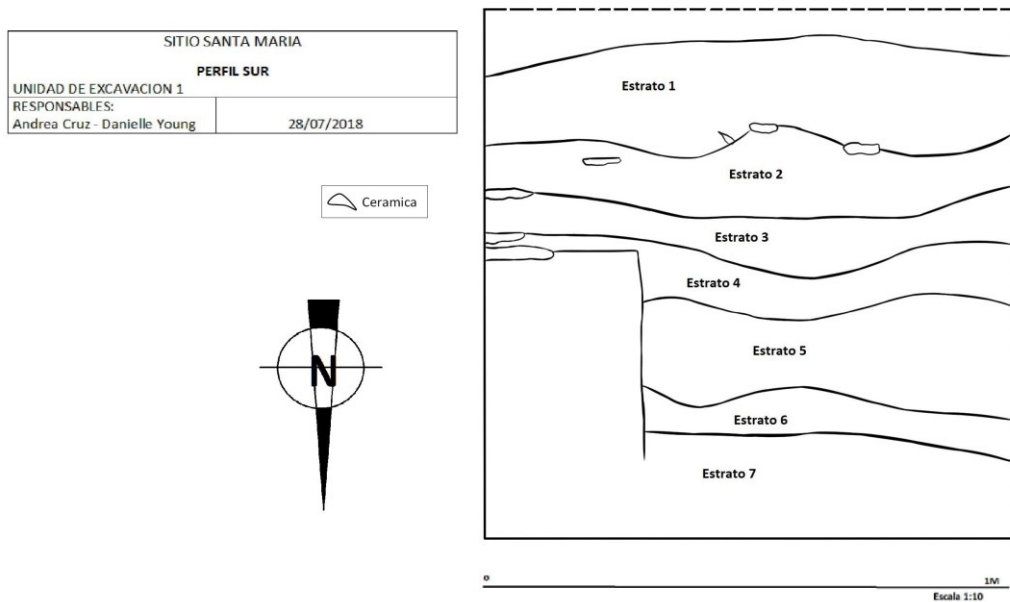 SITIO SANTA MARIA
PERFIL SUR
UNIDAD DE EXCAVACION 1
RESPONSABLES:
Andrea Cruz - Danielle Young
28/07/2018
Ceramica
N
Estrato 1
Estrato 2
Estrato 3
Estrato 4
Estrato 5
Estrato 6
Estrato 7
0 1M
Escala 1:10